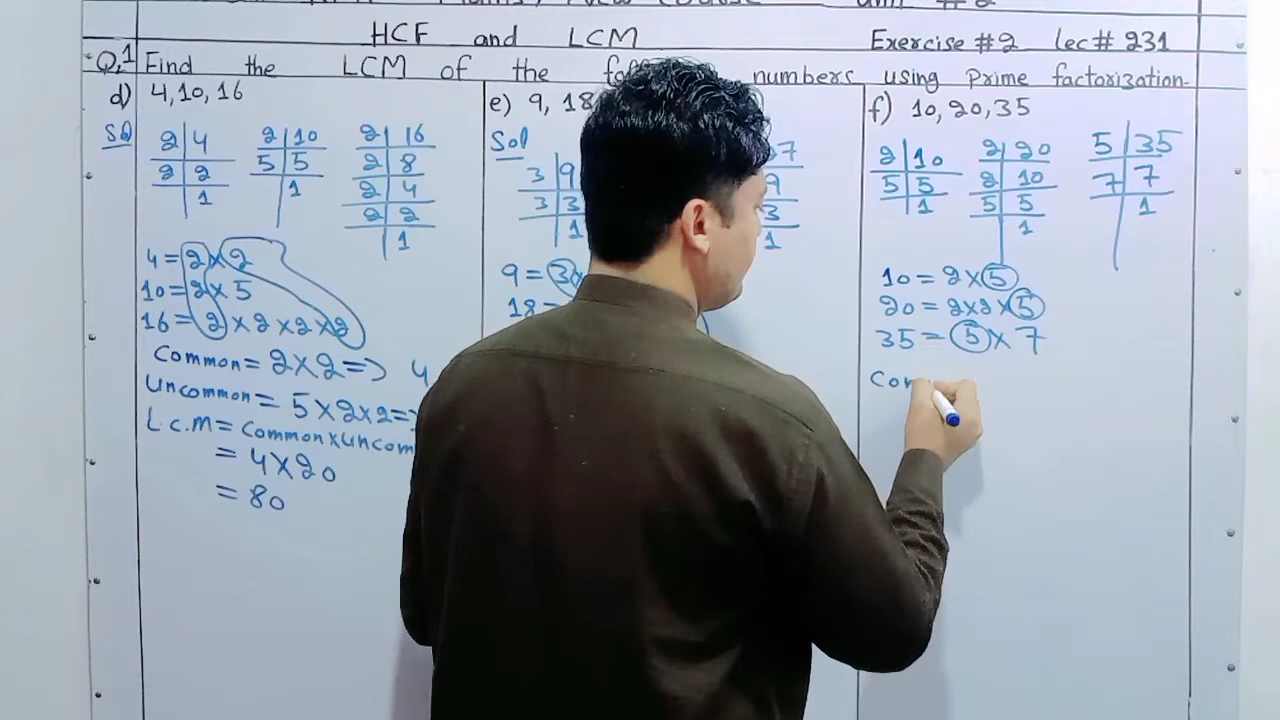 HCF and LCM Exercise #2 lec# 231
Q.1 Find the LCM of the numbers using Prime factorization.
d) 4, 10, 16
Sol
2 | 4
2 | 2
1
2 | 10
5 | 5
1
2 | 16
2 | 8
2 | 4
2 | 2
1
4 = 2×2
10 = 2×5
16 = 2×2×2×2
Common = 2×2 => 4
Uncommon = 5×2×2 =>
L.C.M = Common×Uncom
= 4×20
= 80
e) 9, 18
Sol
3 | 9
3 | 3
1
7
9
3
1
9 = 3×
18 =
f) 10, 20, 35
2 | 10
5 | 5
1
2 | 20
2 | 10
5 | 5
1
5 | 35
7 | 7
1
10 = 2×5
20 = 2×2×5
35 = 5×7
Com